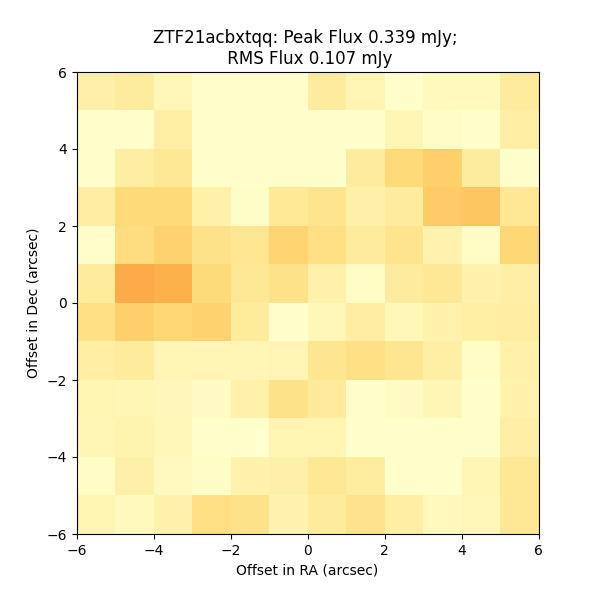 ZTF21acbxtqq: Peak Flux 0.339 mJy;
RMS Flux 0.107 mJy
6
4
2
0
−2
−4
−6
Offset in Dec (arcsec)
−6 −4 −2 0 2 4 6
Offset in RA (arcsec)